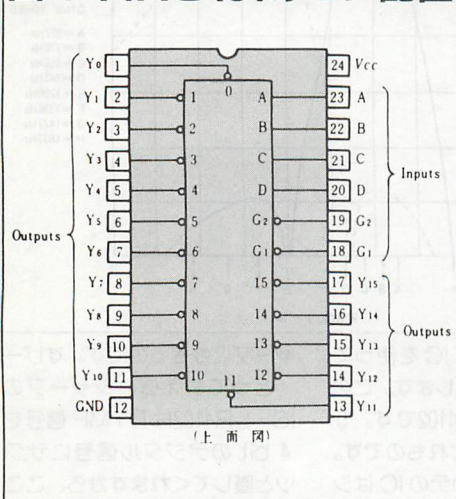 Y0 1 24 Vcc
0
Y1 2 1 A 23 A
Y2 3 2 B 22 B
Y3 4 3 C 21 C
Y4 5 4 D 20 D
Inputs
Y5 6 5 G2 19 G2
Outputs
Y6 7 6 G1 18 G1
Y7 8 7 15 17 Y15
Y8 9 8 14 16 Y14
Outputs
Y9 10 9 13 15 Y13
Y10 11 10 12 14 Y12
11
GND 12 13 Y11
(上面図)